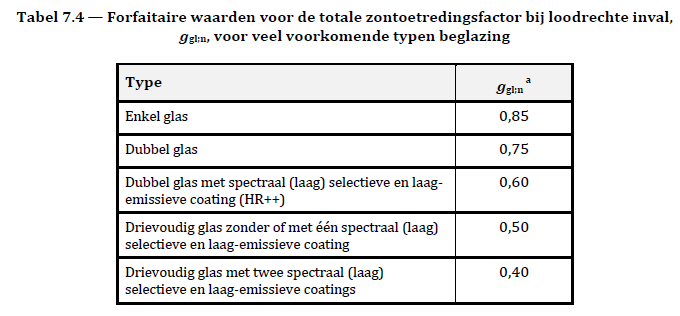 Tabel 7.4 — Forfaitaire waarden voor de totale zontoetredingsfactor bij loodrechte inval,
ggl;n, voor veel voorkomende typen beglazing
Type
ggl;n a
Enkel glas
0,85
Dubbel glas
0,75
Dubbel glas met spectraal (laag) selectieve en laag-
emissieve coating (HR++)
0,60
Drievoudig glas zonder of met één spectraal (laag)
selectieve en laag-emissieve coating
0,50
Drievoudig glas met twee spectraal (laag)
selectieve en laag-emissieve coatings
0,40